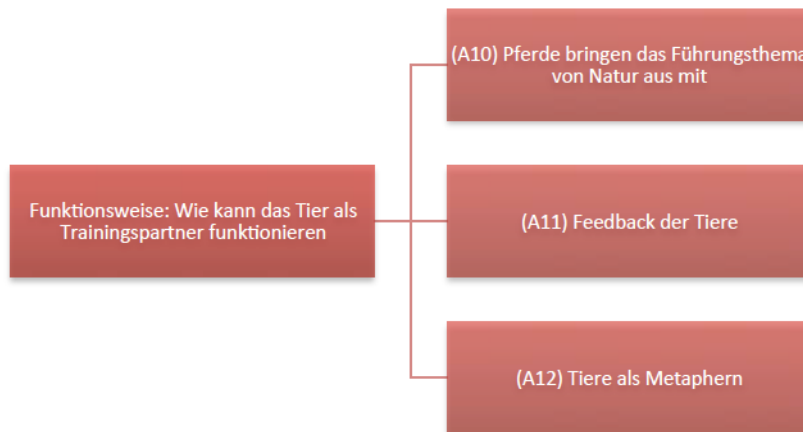 (A10) Pferde bringen das Führungsthema
von Natur aus mit
Funktionsweise: Wie kann das Tier als
Trainingspartner funktionieren
(A11) Feedback der Tiere
(A12) Tiere als Metaphern